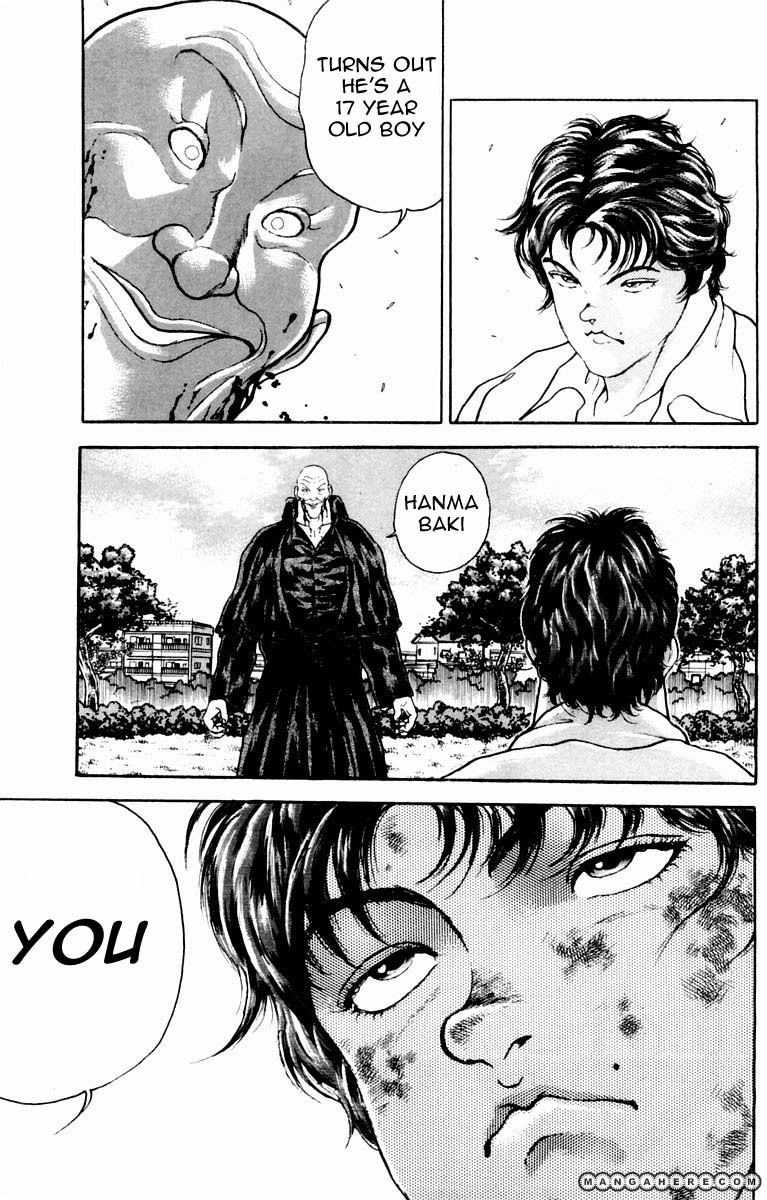 TURNS OUT
HE'S A
17 YEAR
OLD BOY
HANMA
BAKI
YOU
MANGAHERE.COM